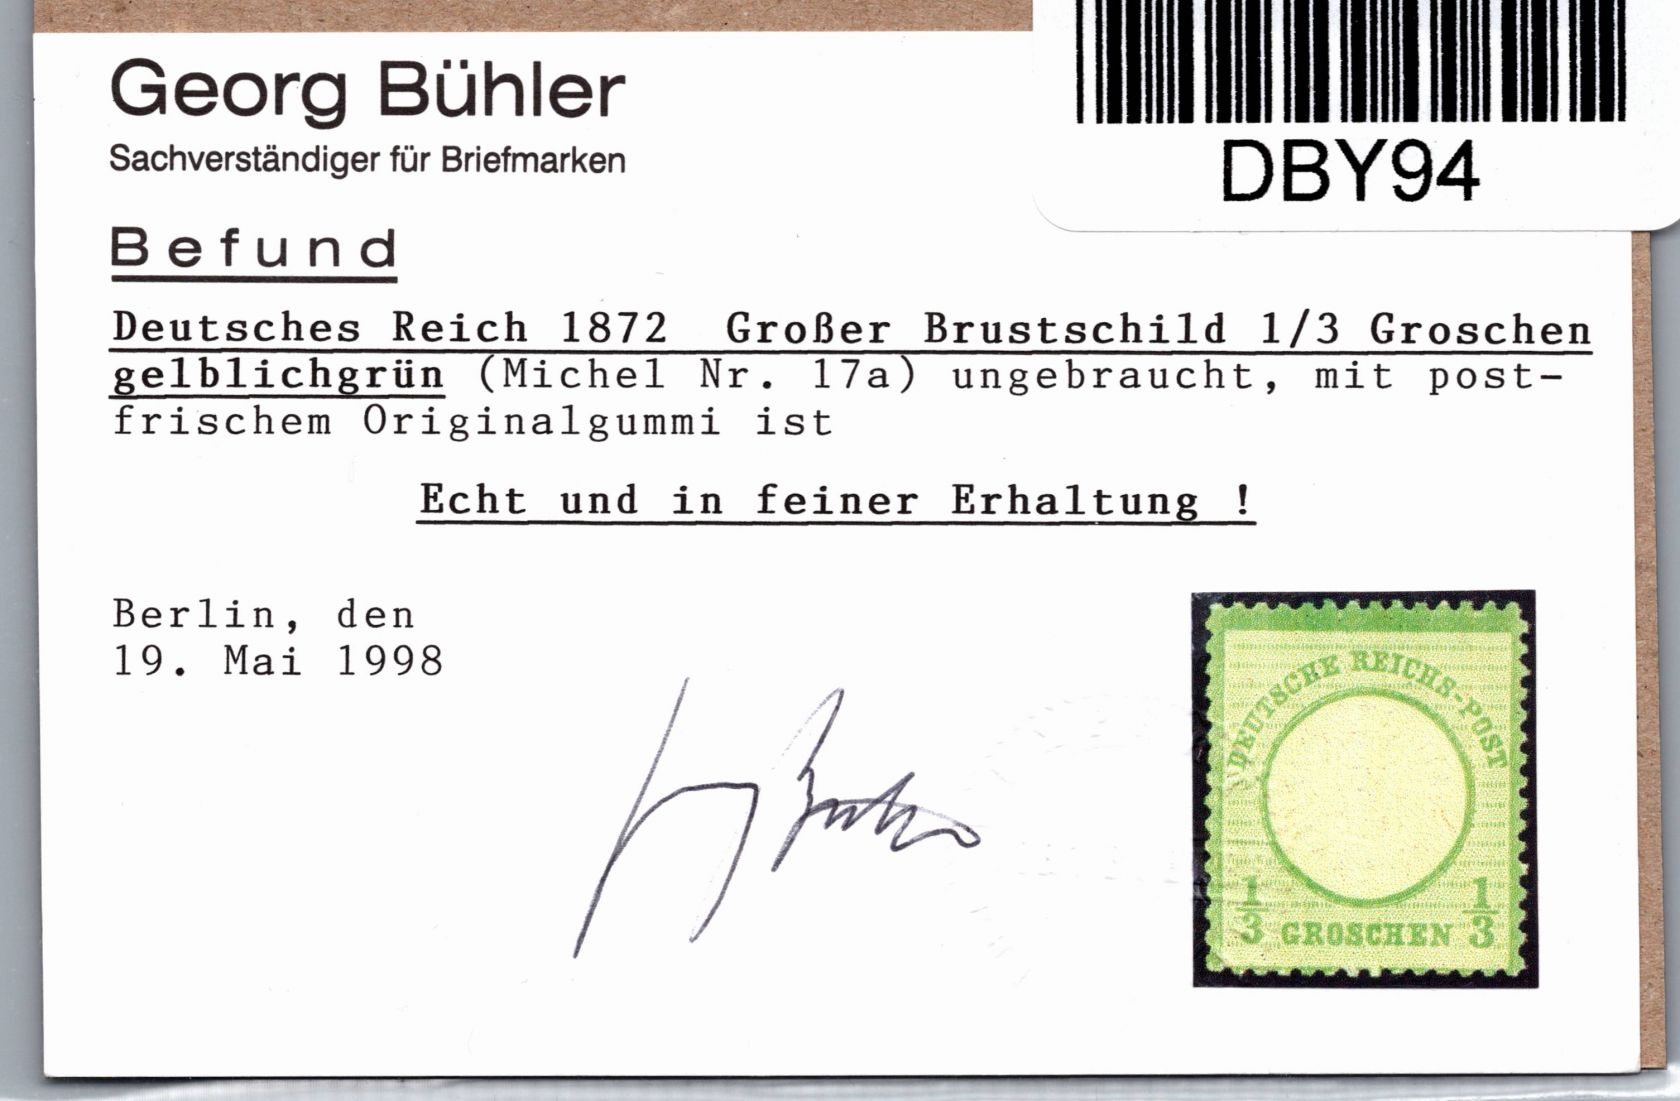 Georg Bühler
Sachverständiger für Briefmarken
DBY94
Befund
Deutsches Reich 1872 Großer Brustschild 1/3 Groschen
gelblichgrün (Michel Nr. 17a) ungebraucht, mit post-
frischem Originalgummi ist
Echt und in feiner Erhaltung !
Berlin, den
19. Mai 1998
DEUTSCHE REICHS-POST
1/3 GROSCHEN 1/3